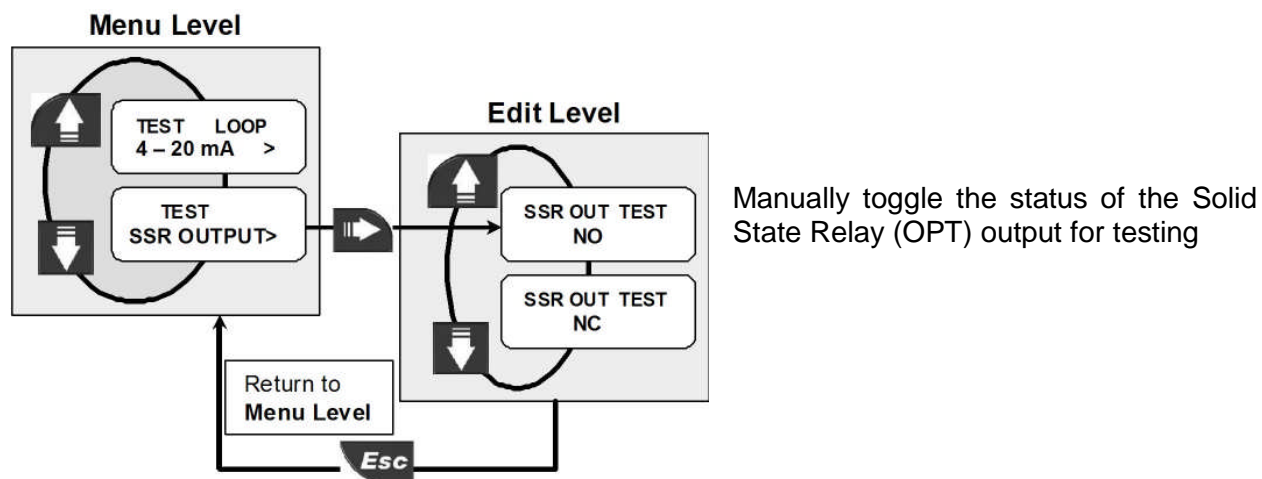 Menu Level
TEST LOOP
4 – 20 mA >
TEST
SSR OUTPUT>
Edit Level
SSR OUT TEST
NO
SSR OUT TEST
NC
Return to
Menu Level
Esc
Manually toggle the status of the Solid
State Relay (OPT) output for testing